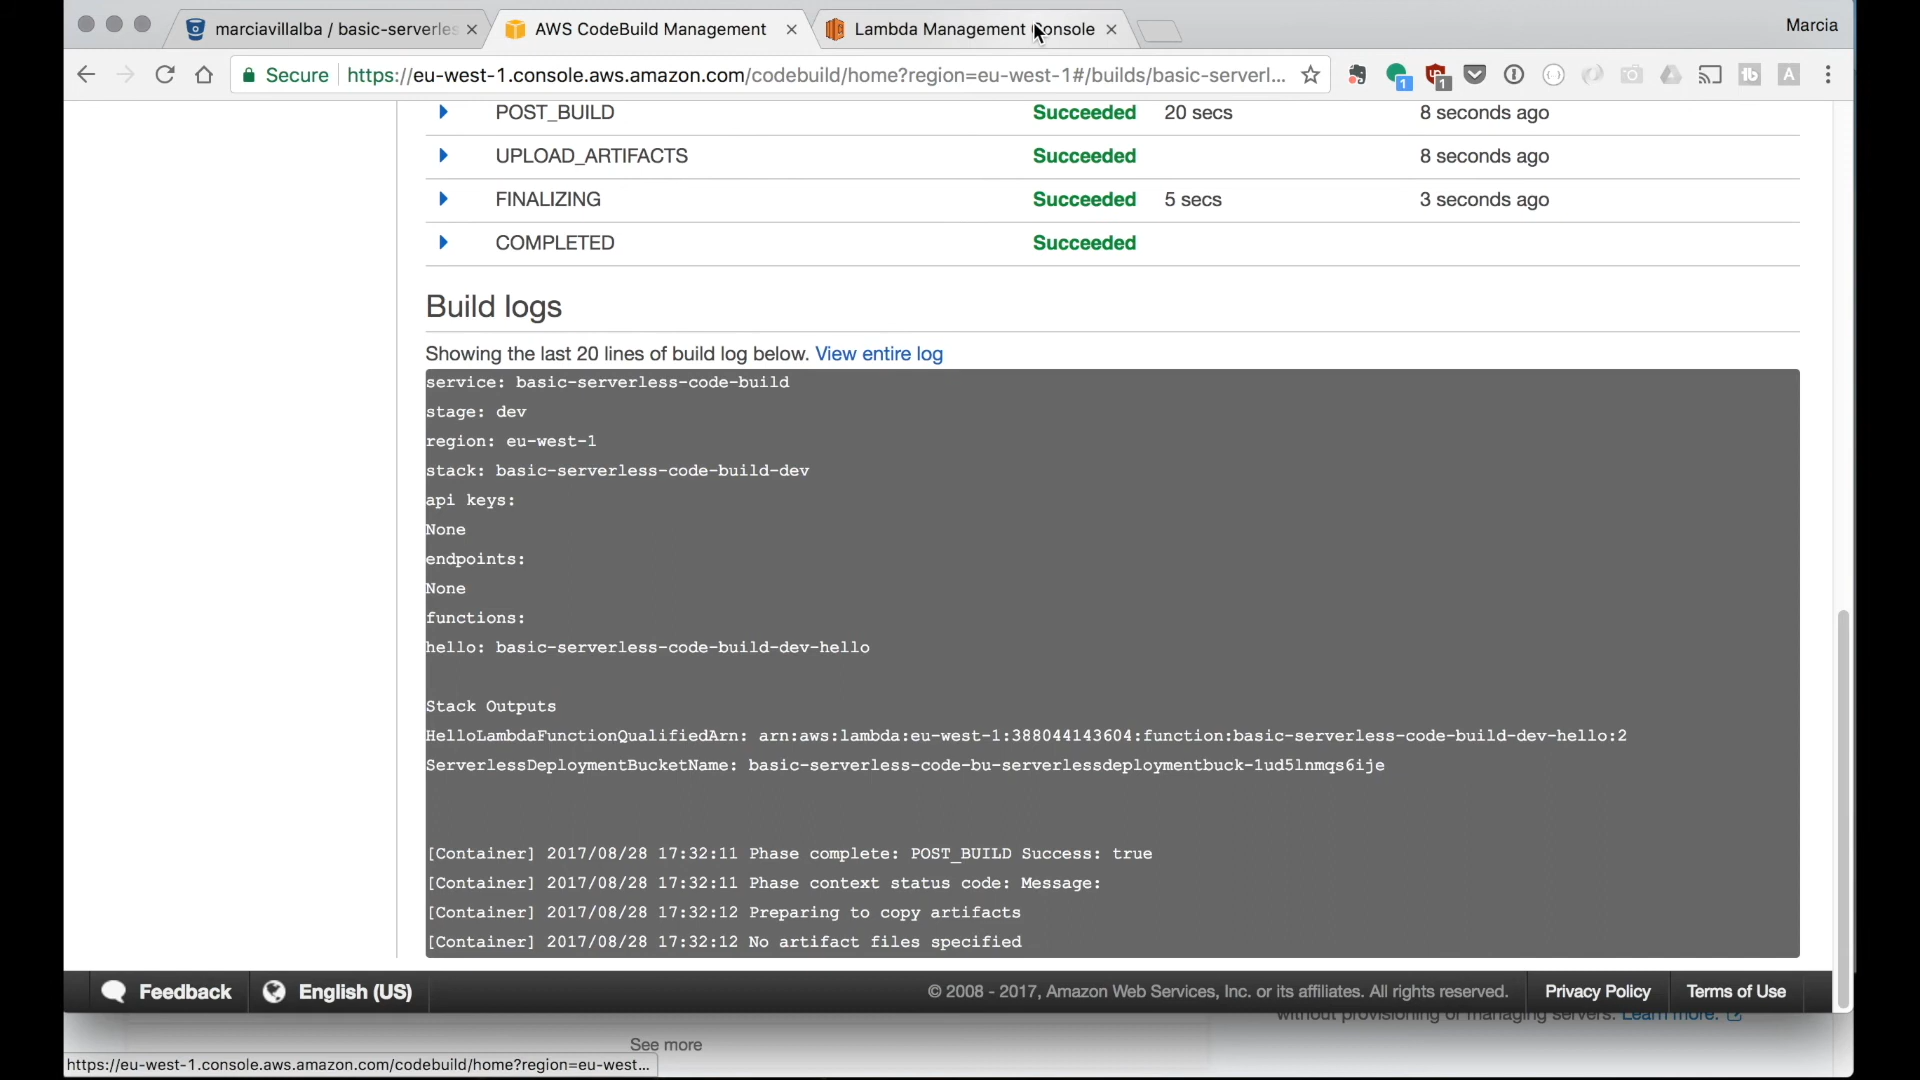 marciavillalba / basic-serverles
AWS CodeBuild Management
Lambda Management Console
Marcia
Secure
https://eu-west-1.console.aws.amazon.com/codebuild/home?region=eu-west-1#/builds/basic-serverl...
1
1
POST_BUILD Succeeded 20 secs 8 seconds ago
UPLOAD_ARTIFACTS Succeeded 8 seconds ago
FINALIZING Succeeded 5 secs 3 seconds ago
COMPLETED Succeeded
Build logs
Showing the last 20 lines of build log below. View entire log
service: basic-serverless-code-build
stage: dev
region: eu-west-1
stack: basic-serverless-code-build-dev
api keys:
None
endpoints:
None
functions:
hello: basic-serverless-code-build-dev-hello
Stack Outputs
HelloLambdaFunctionQualifiedArn: arn:aws:lambda:eu-west-1:388044143604:function:basic-serverless-code-build-dev-hello:2
ServerlessDeploymentBucketName: basic-serverless-code-bu-serverlessdeploymentbuck-1ud5lnmqs6ije
[Container] 2017/08/28 17:32:11 Phase complete: POST_BUILD Success: true
[Container] 2017/08/28 17:32:11 Phase context status code: Message:
[Container] 2017/08/28 17:32:12 Preparing to copy artifacts
[Container] 2017/08/28 17:32:12 No artifact files specified
Feedback
English (US)
© 2008 - 2017, Amazon Web Services, Inc. or its affiliates. All rights reserved.
Privacy Policy
Terms of Use
without provisioning or managing servers. Learn more.
See more
https://eu-west-1.console.aws.amazon.com/codebuild/home?region=eu-west...